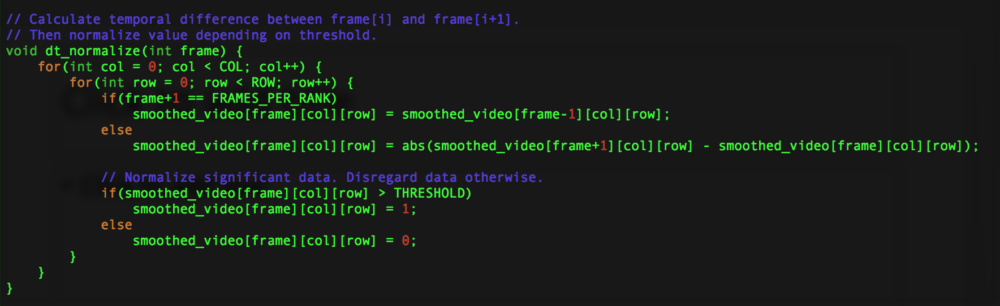 // Calculate temporal difference between frame[i] and frame[i+1].
// Then normalize value depending on threshold.
void dt_normalize(int frame) {
    for(int col = 0; col < COL; col++) {
        for(int row = 0; row < ROW; row++) {
            if(frame+1 == FRAMES_PER_RANK)
                smoothed_video[frame][col][row] = smoothed_video[frame-1][col][row];
            else
                smoothed_video[frame][col][row] = abs(smoothed_video[frame+1][col][row] - smoothed_video[frame][col][row]);

            // Normalize significant data. Disregard data otherwise.
            if(smoothed_video[frame][col][row] > THRESHOLD)
                smoothed_video[frame][col][row] = 1;
            else
                smoothed_video[frame][col][row] = 0;
        }
    }
}